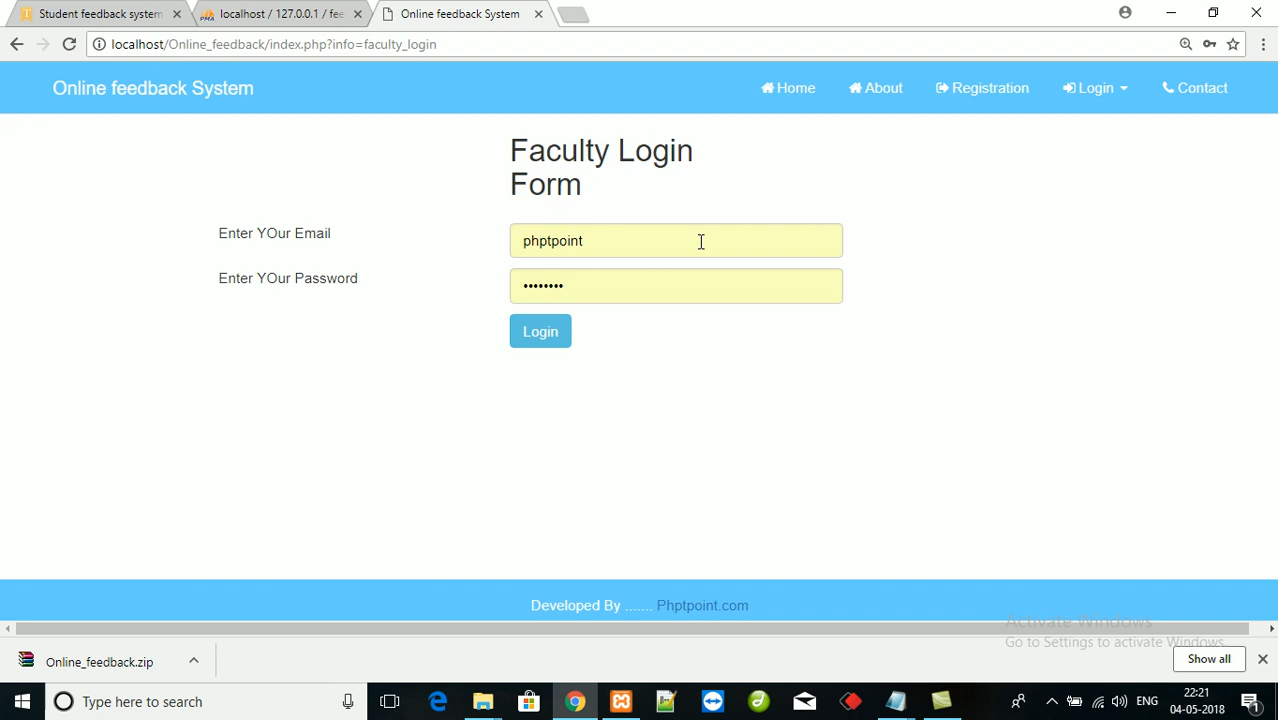 Student feedback system
localhost / 127.0.0.1 / fee
Online feedback System
localhost/Online_feedback/index.php?info=faculty_login
Online feedback System
Home
About
Registration
Login
Contact
Faculty Login
Form
Enter YOur Email
phptpoint
Enter YOur Password
••••••••
Login
Developed By ....... Phptpoint.com
Activate Windows
Go to Settings to activate Windows.
Online_feedback.zip
Show all
Type here to search
ENG
22:21
04-05-2018
1